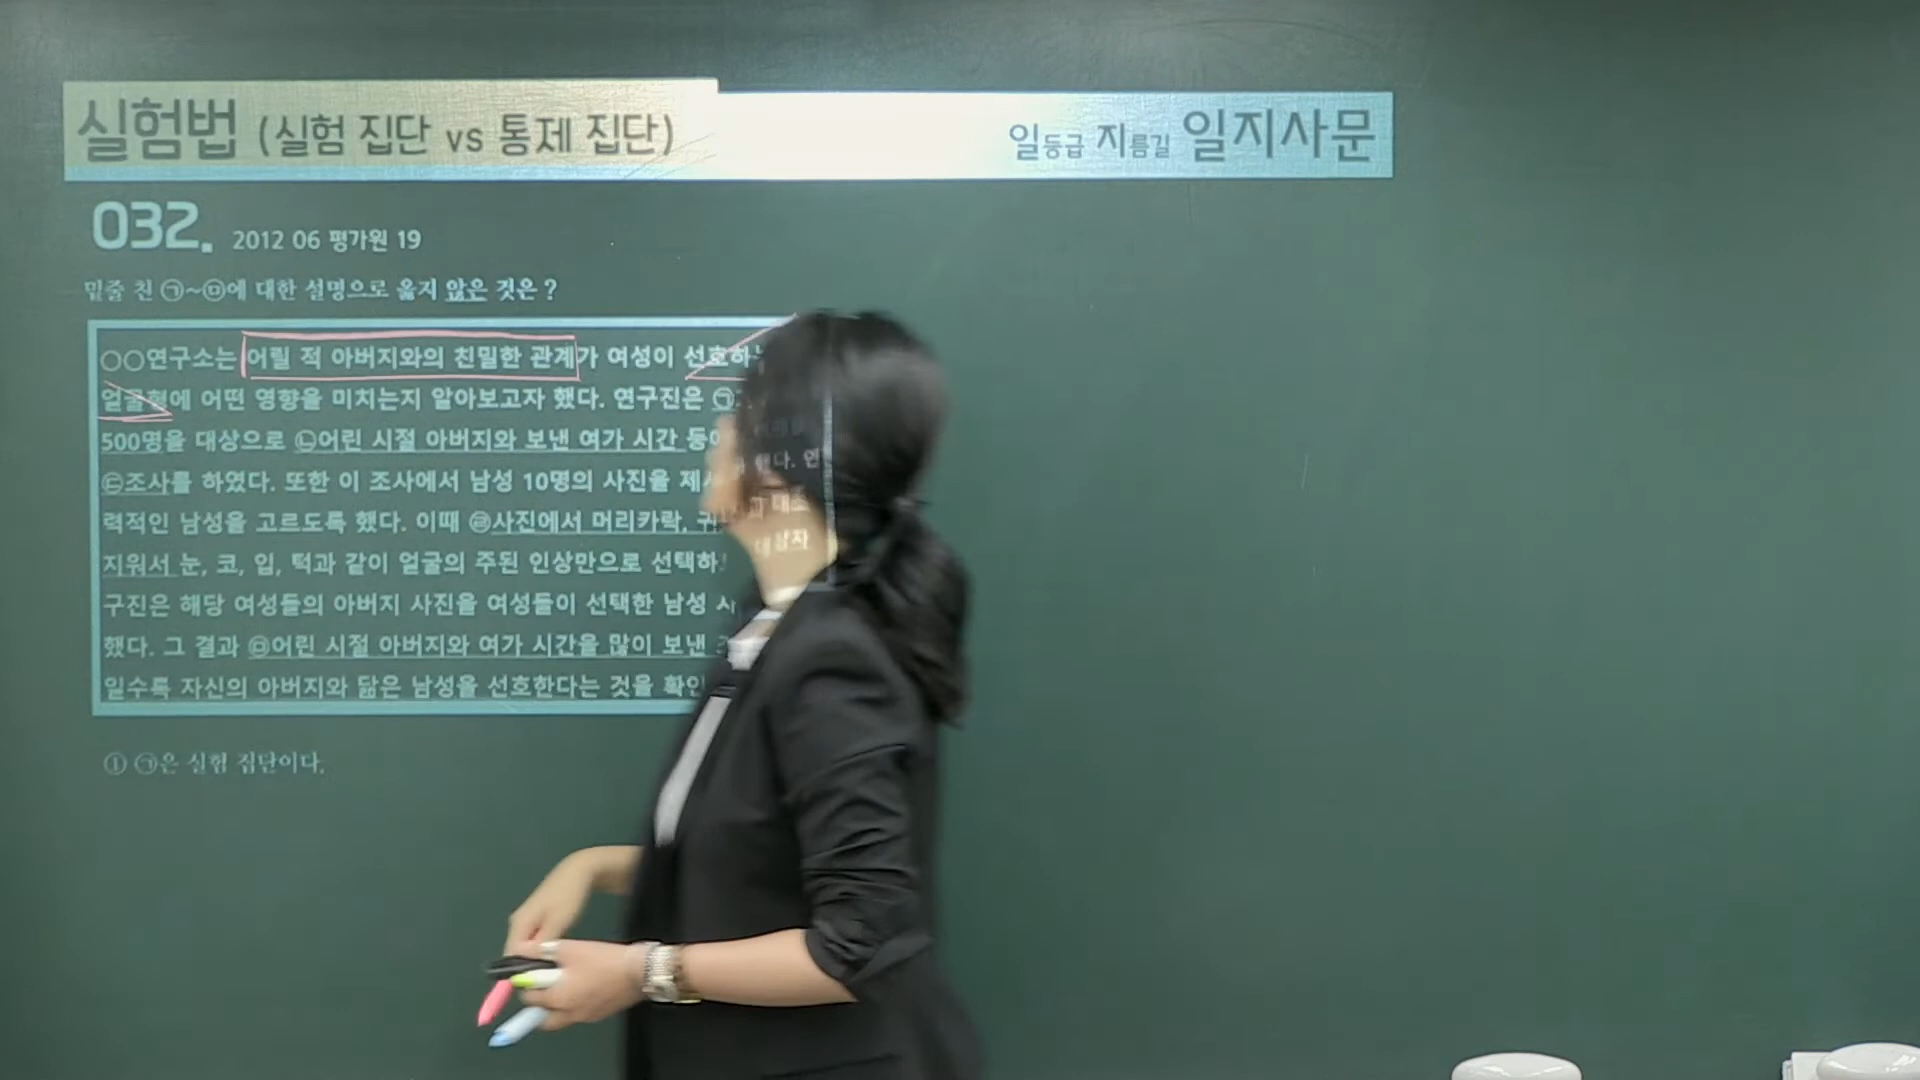 실험법 (실험 집단 vs 통제 집단)
일등급 지름길 일지사문
032. 2012 06 평가원 19
밑줄 친 ㉠~㉤에 대한 설명으로 옳지 않은 것은?
○○연구소는 어릴 적 아버지와의 친밀한 관계가 여성이 선호하는
얼굴형에 어떤 영향을 미치는지 알아보고자 했다. 연구진은 ㉠
500명을 대상으로 ㉡어린 시절 아버지와 보낸 여가 시간 등
㉢조사를 하였다. 또한 이 조사에서 남성 10명의 사진을
력적인 남성을 고르도록 했다. 이때 ㉣사진에서 머리카락,
지워서 눈, 코, 입, 턱과 같이 얼굴의 주된 인상만으로
구진은 해당 여성들의 아버지 사진을 여성들이 선택한 남성
했다. 그 결과 ㉤어린 시절 아버지와 여가 시간을 많이 보낸
일수록 자신의 아버지와 닮은 남성을 선호한다는 것을
① ㉠은 실험 집단이다.